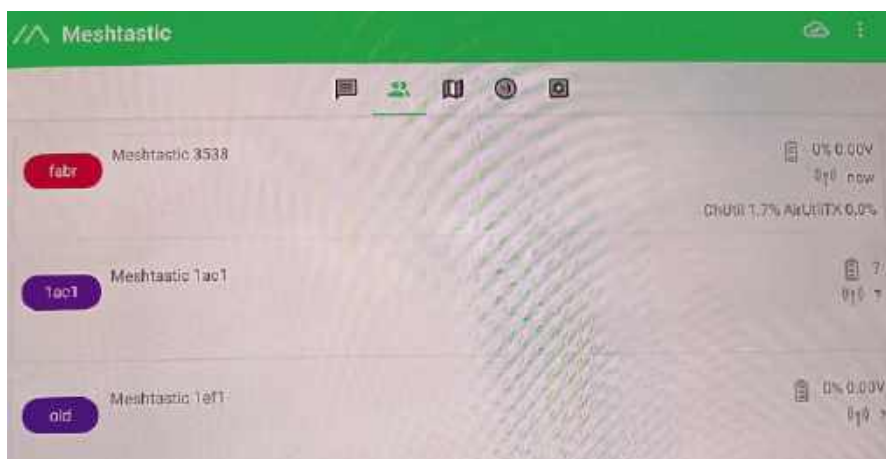 Meshtastic
fabr
Meshtastic 3538
0% 0.00V
now
ChUtil 1.7% AirUtilTX 0.0%
1ac1
Meshtastic 1ac1
?
?
old
Meshtastic 1ef1
0% 0.00V
?